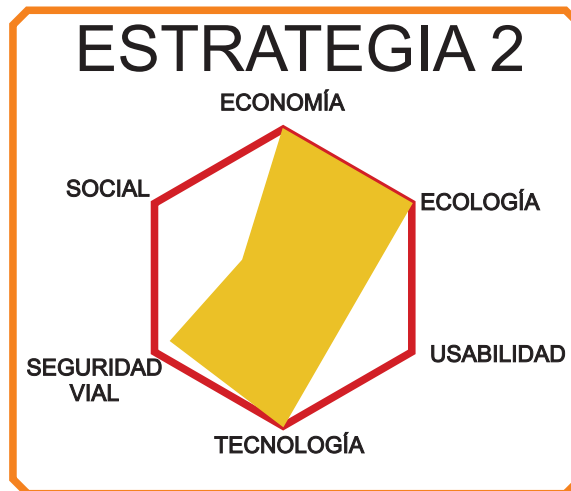 ESTRATEGIA 2
ECONOMÍA
SOCIAL
ECOLOGÍA
USABILIDAD
SEGURIDAD
VIAL
TECNOLOGÍA